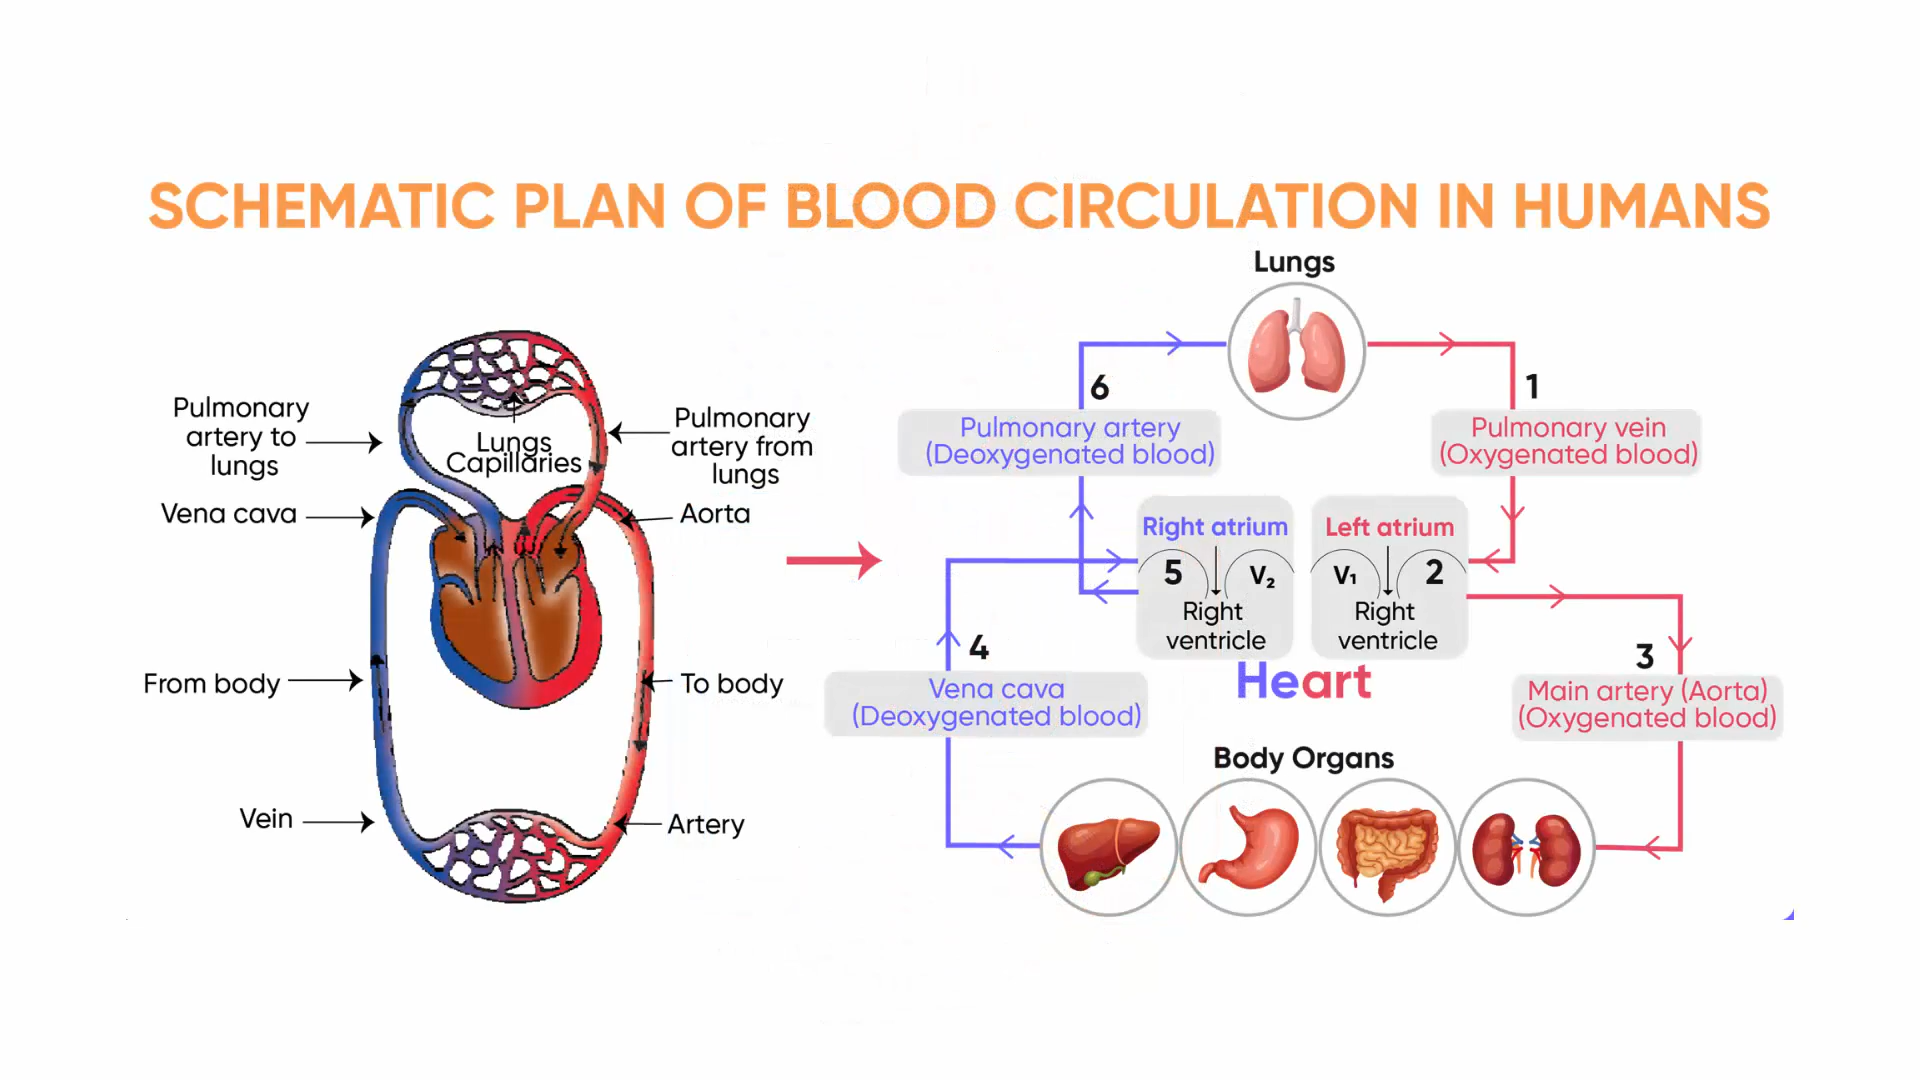 SCHEMATIC PLAN OF BLOOD CIRCULATION IN HUMANS
Pulmonary
artery to
lungs
Vena cava
From body
Vein
Lungs
Capillaries
Pulmonary
artery from
lungs
Aorta
To body
Artery
Lungs
6
Pulmonary artery
(Deoxygenated blood)
1
Pulmonary vein
(Oxygenated blood)
Right atrium
5 V₂
Right
ventricle
Left atrium
V₁ 2
Right
ventricle
Heart
4
Vena cava
(Deoxygenated blood)
3
Main artery (Aorta)
(Oxygenated blood)
Body Organs